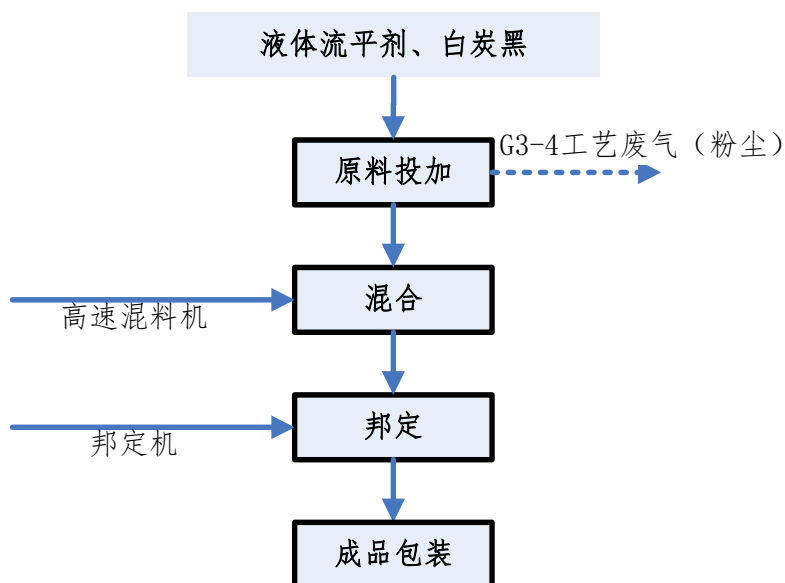 液体流平剂、白炭黑
G3-4工艺废气（粉尘）
原料投加
混合
高速混料机
邦定
邦定机
成品包装